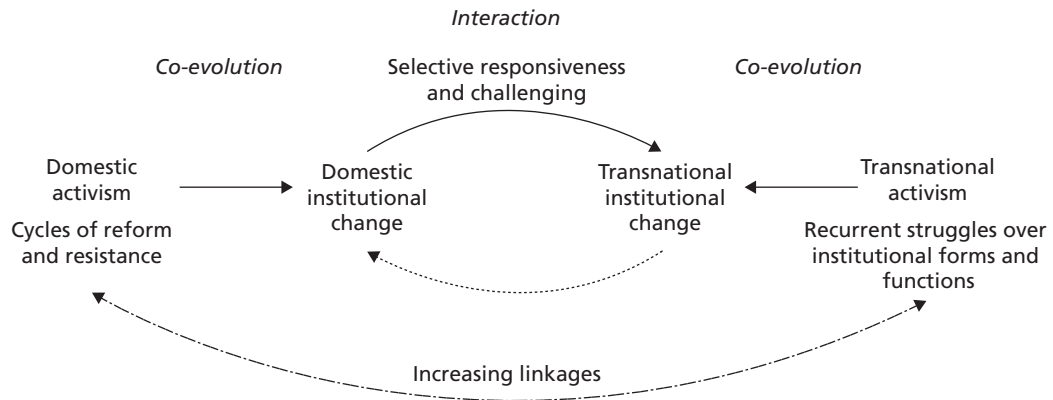 Interaction
Co-evolution
Selective responsiveness
and challenging
Co-evolution
Domestic
activism
Domestic
institutional
change
Transnational
institutional
change
Transnational
activism
Cycles of reform
and resistance
Recurrent struggles over
institutional forms and
functions
Increasing linkages